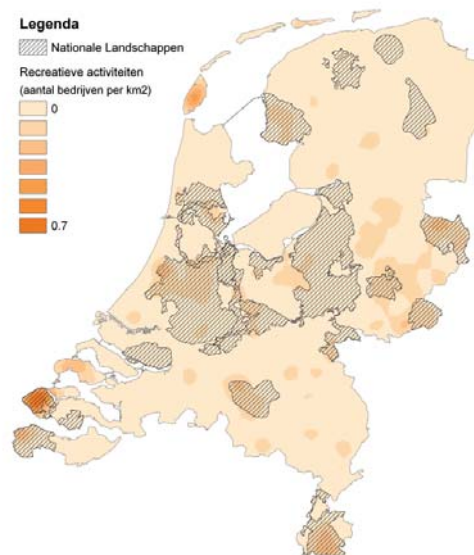 Legenda
Nationale Landschappen
Recreatieve activiteiten
(aantal bedrijven per km2)
0
0.7